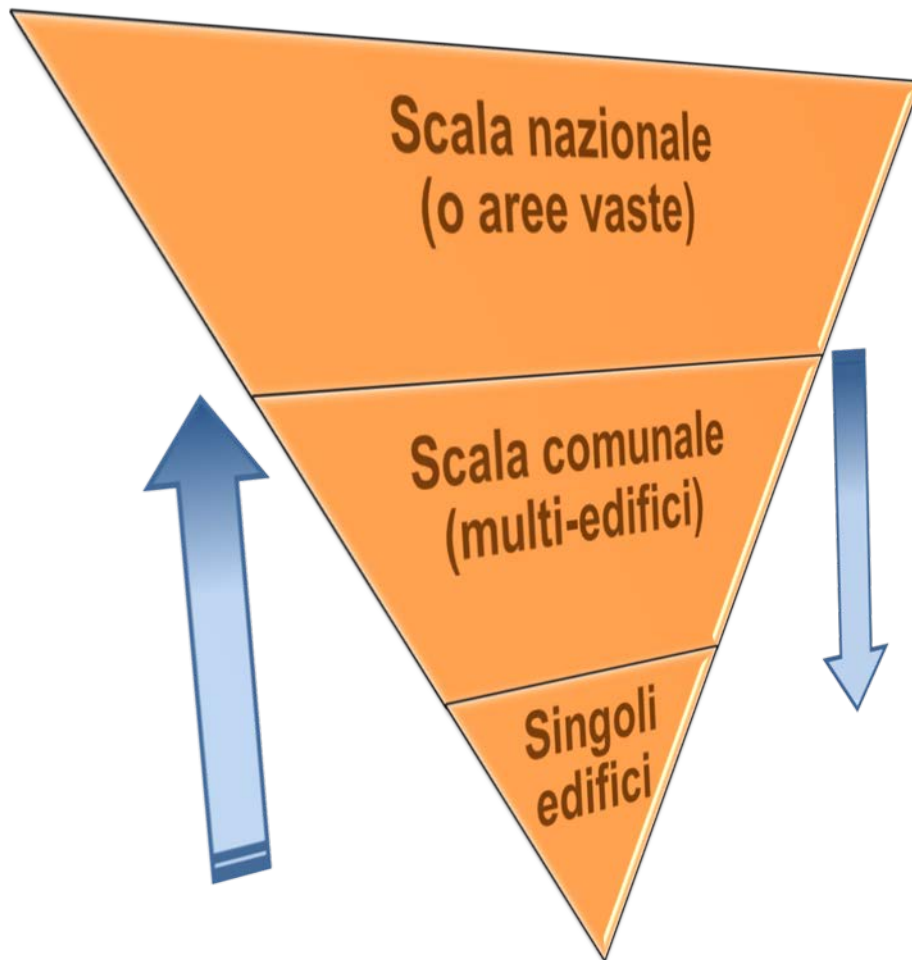 Scala nazionale
(o aree vaste)
Scala comunale
(multi-edifici)
Singoli
edifici